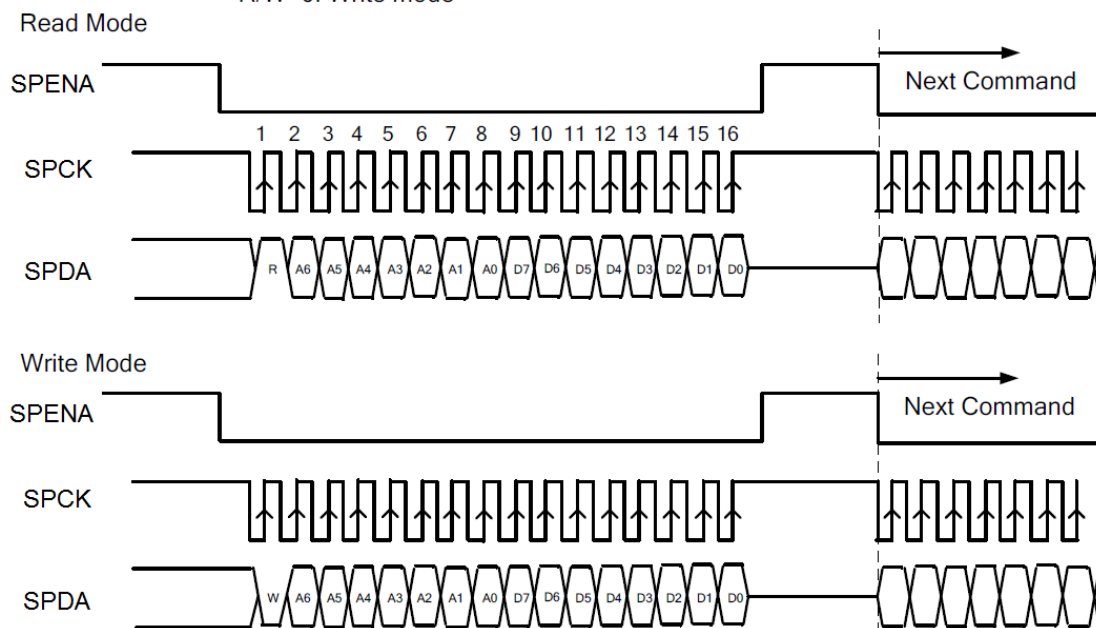 Read Mode
SPENA
Next Command
1 2 3 4 5 6 7 8 9 10 11 12 13 14 15 16
SPCK
SPDA
R A6 A5 A4 A3 A2 A1 A0 D7 D6 D5 D4 D3 D2 D1 D0
Write Mode
SPENA
Next Command
SPCK
SPDA
W A6 A5 A4 A3 A2 A1 A0 D7 D6 D5 D4 D3 D2 D1 D0